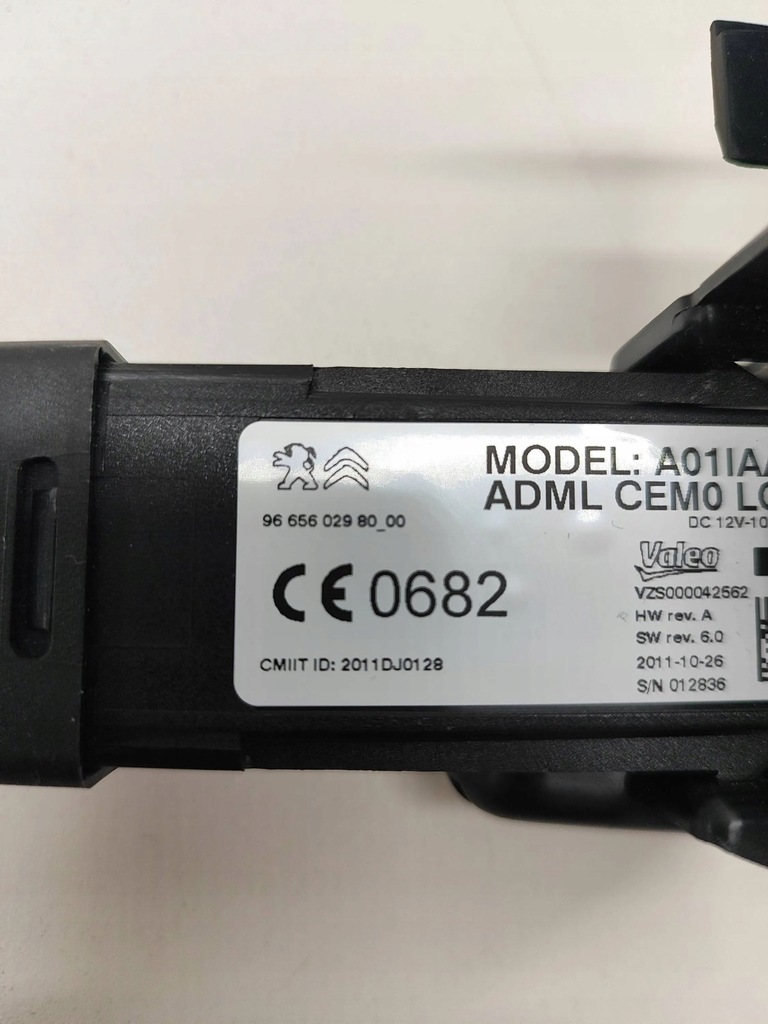 MODEL: A01IAA
ADML CEM0 LO
DC 12V-10
96 656 029 80_00
CE 0682
CMIIT ID: 2011DJ0128
Valeo
VZS000042562
HW rev. A
SW rev. 6.0
2011-10-26
S/N 012836